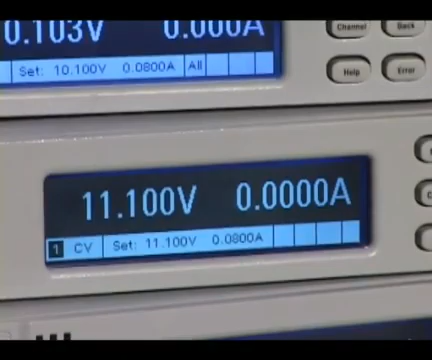 0.103V 0.000A
Set: 10.100V 0.0800A All
Channel Back
Help Error
11.100V 0.0000A
1 CV Set: 11.100V 0.0800A